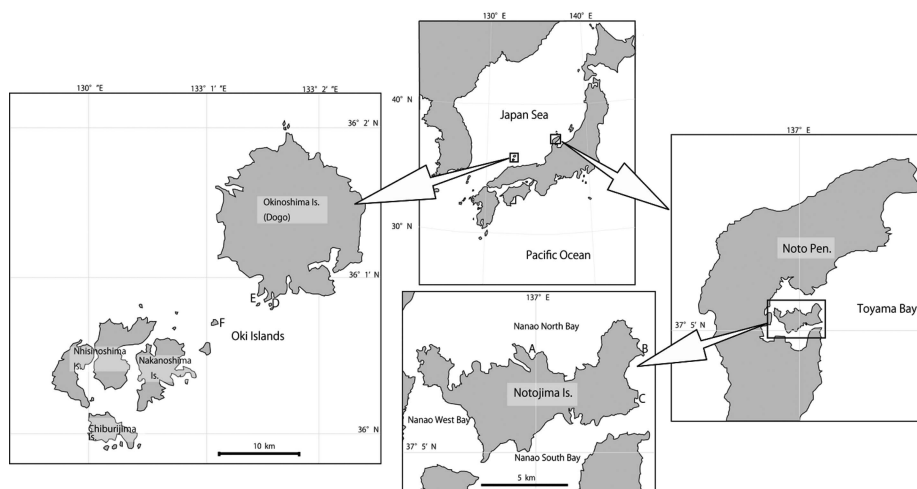 130° E
133° 1' °E
133° 2' E
36° 2' N
Okinoshima Is.
(Dogo)
36° 1' N
E
D
F
Oki Islands
Nhisinoshima
Is.
Nakanoshima
Is.
Chiburijima
Is.
36° N
10 km
130° E
140° E
40° N
Japan Sea
30° N
Pacific Ocean
137° E
Nanao North Bay
A
B
Notojima Is.
C
Nanao West Bay
37° 5' N
Nanao South Bay
5 km
137° E
Noto Pen.
Toyama Bay
37° 5' N